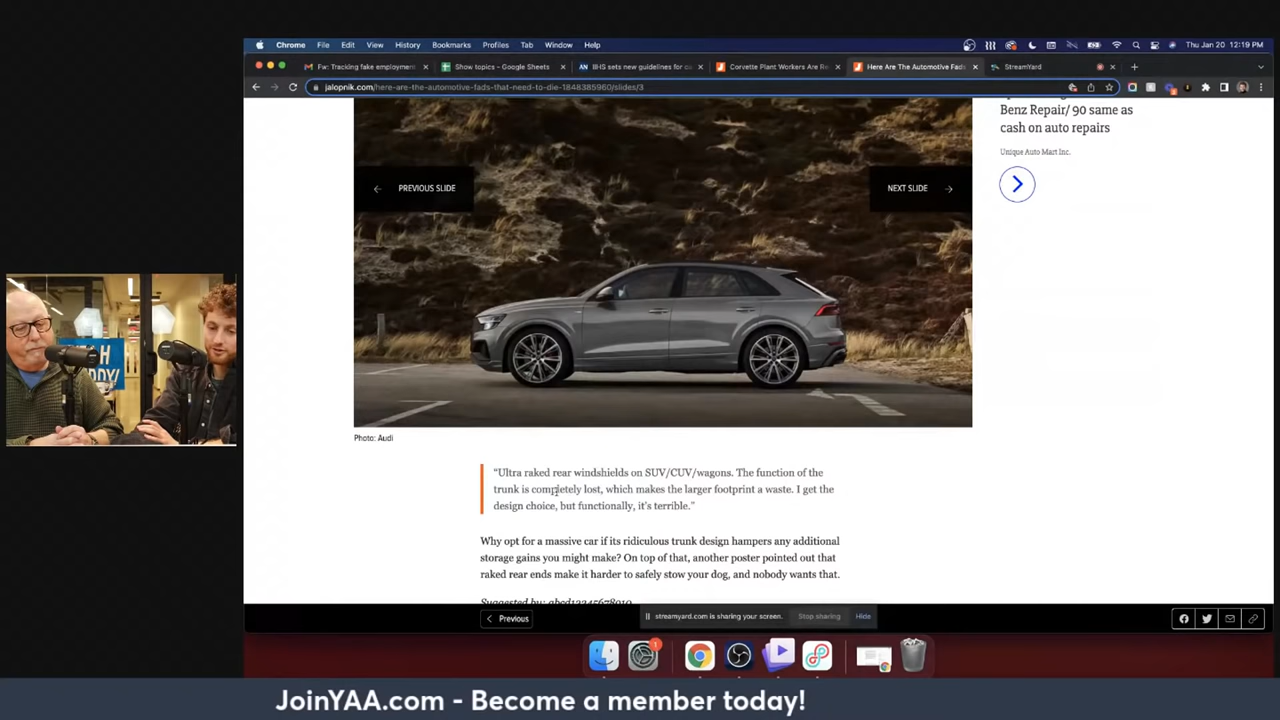 Chrome File Edit View History Bookmarks Profiles Tab Window Help
Thu Jan 20 12:19 PM
Fw: Tracking fake employment
Show topics - Google Sheets
IIHS sets new guidelines for ca
Corvette Plant Workers Are Re
Here Are The Automotive Fads
StreamYard
jalopnik.com/here-are-the-automotive-fads-that-need-to-die-1848385960/slides/3
Benz Repair/ 90 same as
cash on auto repairs
Unique Auto Mart Inc.
PREVIOUS SLIDE
NEXT SLIDE
Photo: Audi
“Ultra raked rear windshields on SUV/CUV/wagons. The function of the
trunk is completely lost, which makes the larger footprint a waste. I get the
design choice, but functionally, it's terrible.”
Why opt for a massive car if its ridiculous trunk design hampers any additional
storage gains you might make? On top of that, another poster pointed out that
raked rear ends make it harder to safely stow your dog, and nobody wants that.
Suggested by: abcd12345678910
Previous
streamyard.com is sharing your screen.
Stop sharing
Hide
1
JoinYAA.com - Become a member today!